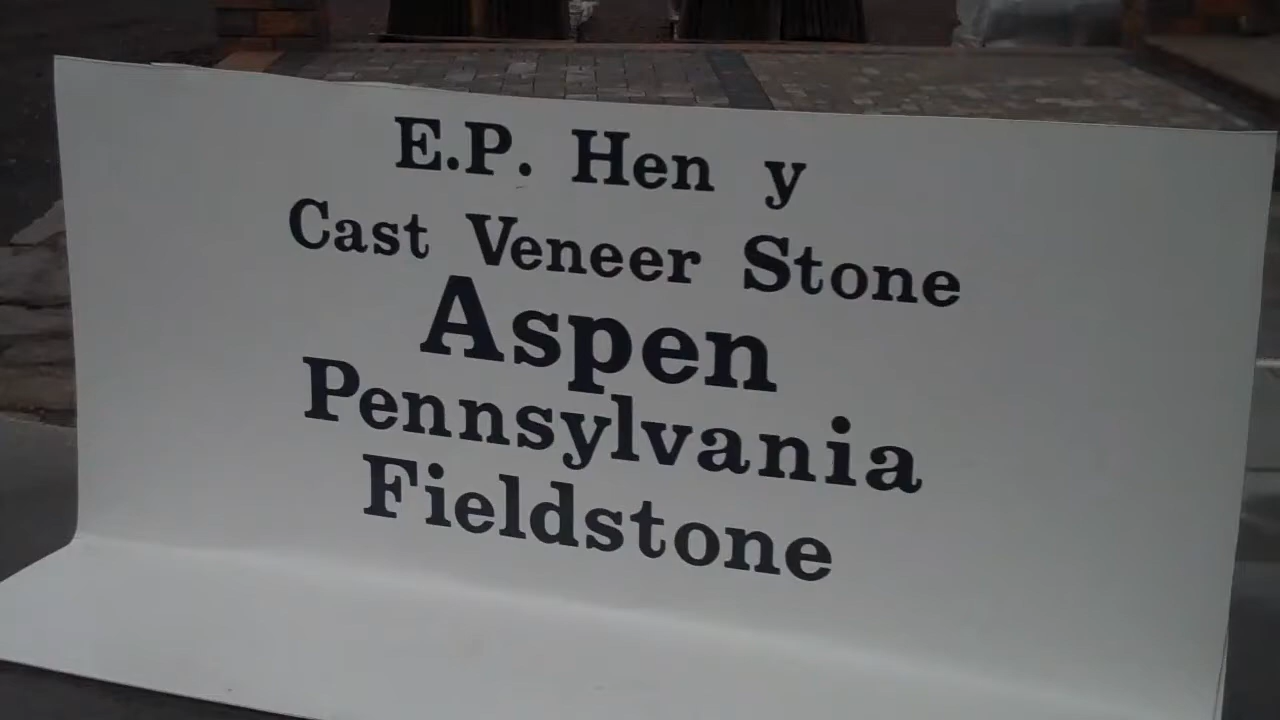 E.P. Hen y
Cast Veneer Stone
Aspen
Pennsylvania
Fieldstone